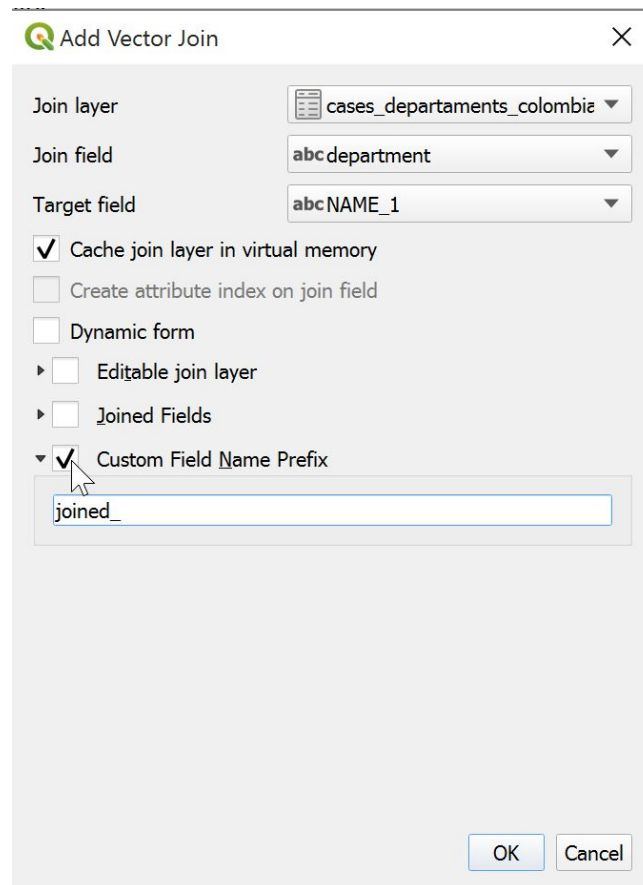 Add Vector Join
Join layer cases_departaments_colombia
Join field abc department
Target field abc NAME_1
Cache join layer in virtual memory
Create attribute index on join field
Dynamic form
Editable join layer
Joined Fields
Custom Field Name Prefix
joined_
OK Cancel